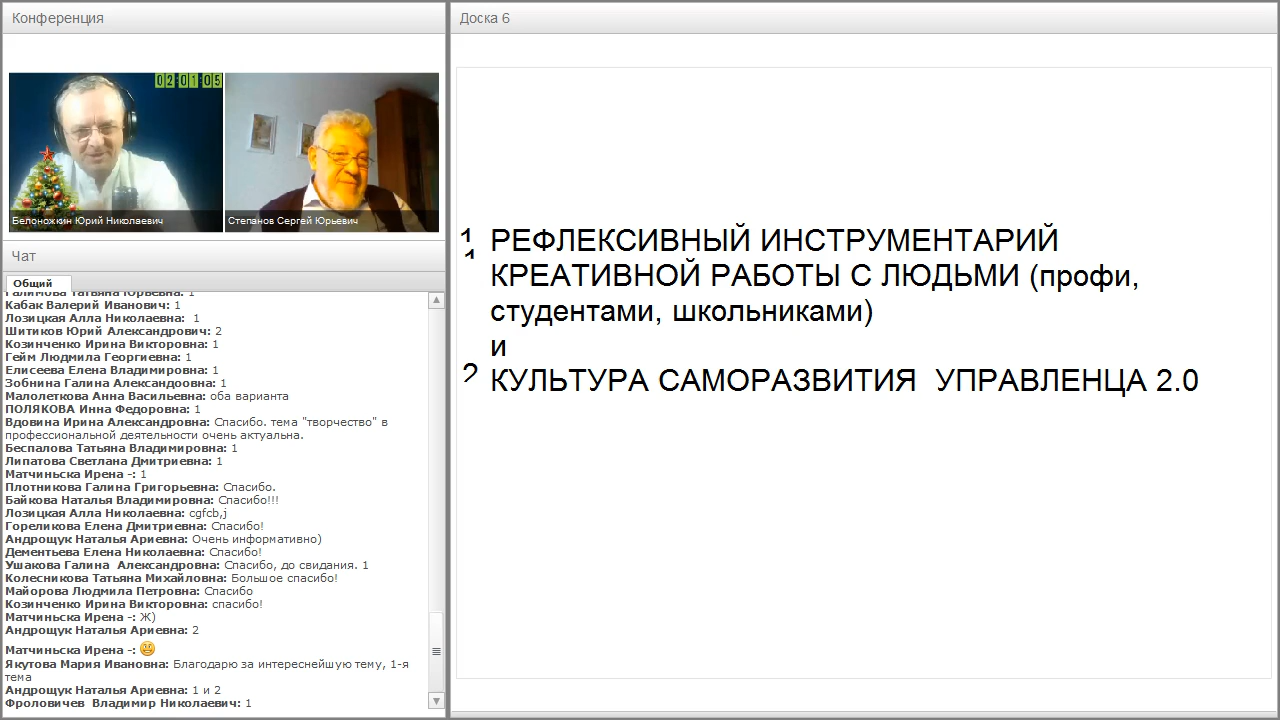 Конференция
02:01:05
Белоножкин Юрий Николаевич
Степанов Сергей Юрьевич
Чат
Общий
Галимова Татьяна Юрьевна: 1
Кабак Валерий Иванович: 1
Лозицкая Алла Николаевна: 1
Шитиков Юрий Александрович: 2
Козинченко Ирина Викторовна: 1
Гейм Людмила Георгиевна: 1
Елисеева Елена Владимировна: 1
Зобнина Галина Александоовна: 1
Малолеткова Анна Васильевна: оба варианта
ПОЛЯКОВА Инна Федоровна: 1
Вдовина Ирина Александровна: Спасибо. тема "творчество" в
профессиональной деятельности очень актуальна.
Беспалова Татьяна Владимировна: 1
Липатова Светлана Дмитриевна: 1
Матчиньска Ирена -: 1
Плотникова Галина Григорьевна: Спасибо.
Байкова Наталья Владимировна: Спасибо!!!
Лозицкая Алла Николаевна: cgfcb,j
Гореликова Елена Дмитриевна: Спасибо!
Андрощук Наталья Ариевна: Очень информативно)
Дементьева Елена Николаевна: Спасибо!
Ушакова Галина Александровна: Спасибо, до свидания. 1
Колесникова Татьяна Михайловна: Большое спасибо!
Майорова Людмила Петровна: Спасибо
Козинченко Ирина Викторовна: спасибо!
Матчиньска Ирена -: Ж)
Андрощук Наталья Ариевна: 2
Матчиньска Ирена -:
Якутова Мария Ивановна: Благодарю за интереснейшую тему, 1-я
тема
Андрощук Наталья Ариевна: 1 и 2
Фроловичев Владимир Николаевич: 1
Доска 6
1 РЕФЛЕКСИВНЫЙ ИНСТРУМЕНТАРИЙ
1 КРЕАТИВНОЙ РАБОТЫ С ЛЮДЬМИ (профи,
студентами, школьниками)
и
2 КУЛЬТУРА САМОРАЗВИТИЯ УПРАВЛЕНЦА 2.0